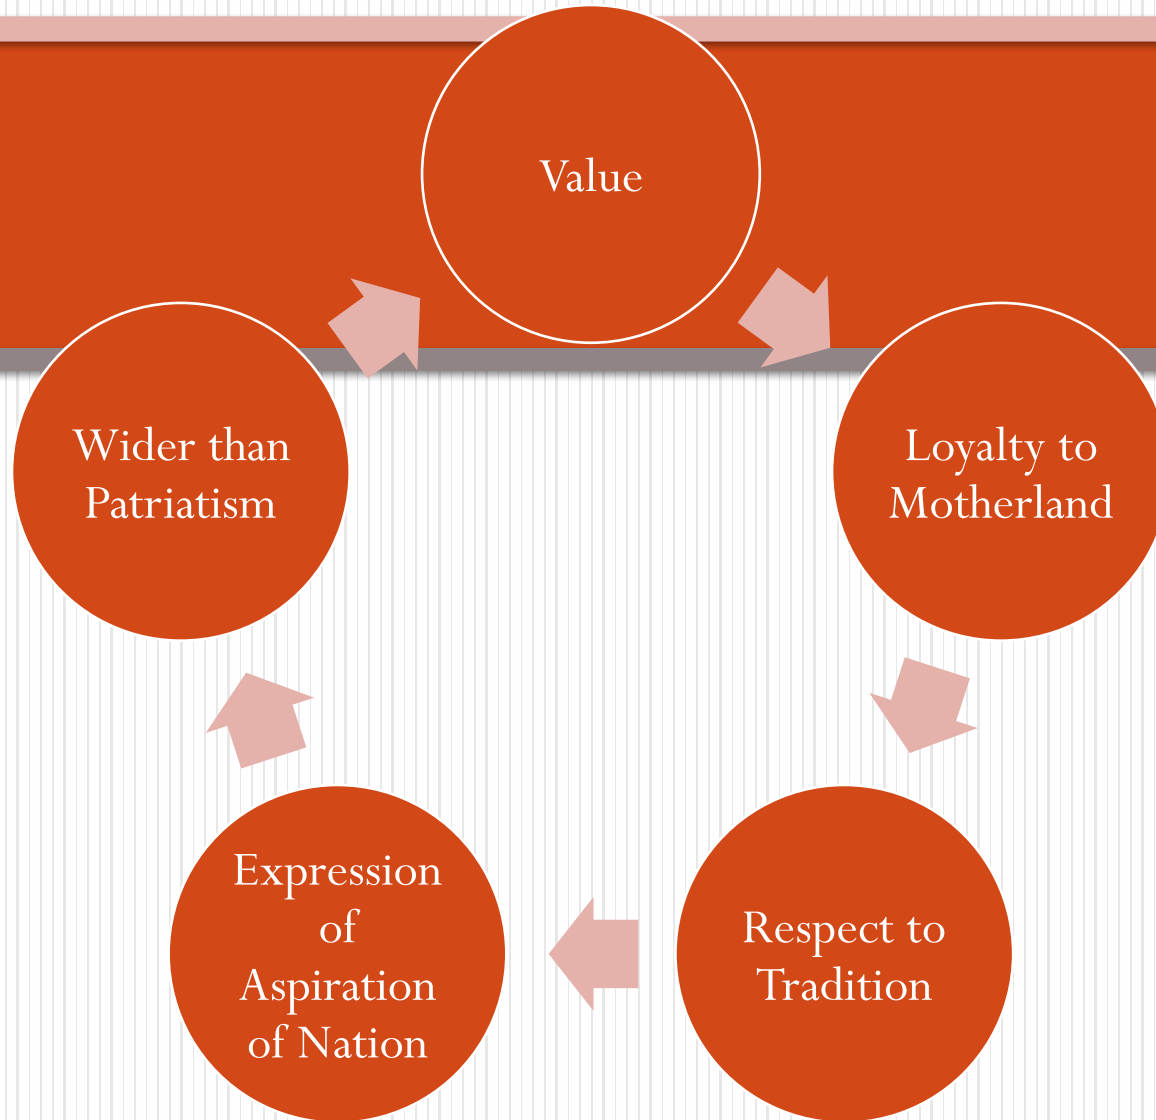 Value
Loyalty to
Motherland
Respect to
Tradition
Expression
of
Aspiration
of Nation
Wider than
Patriatism